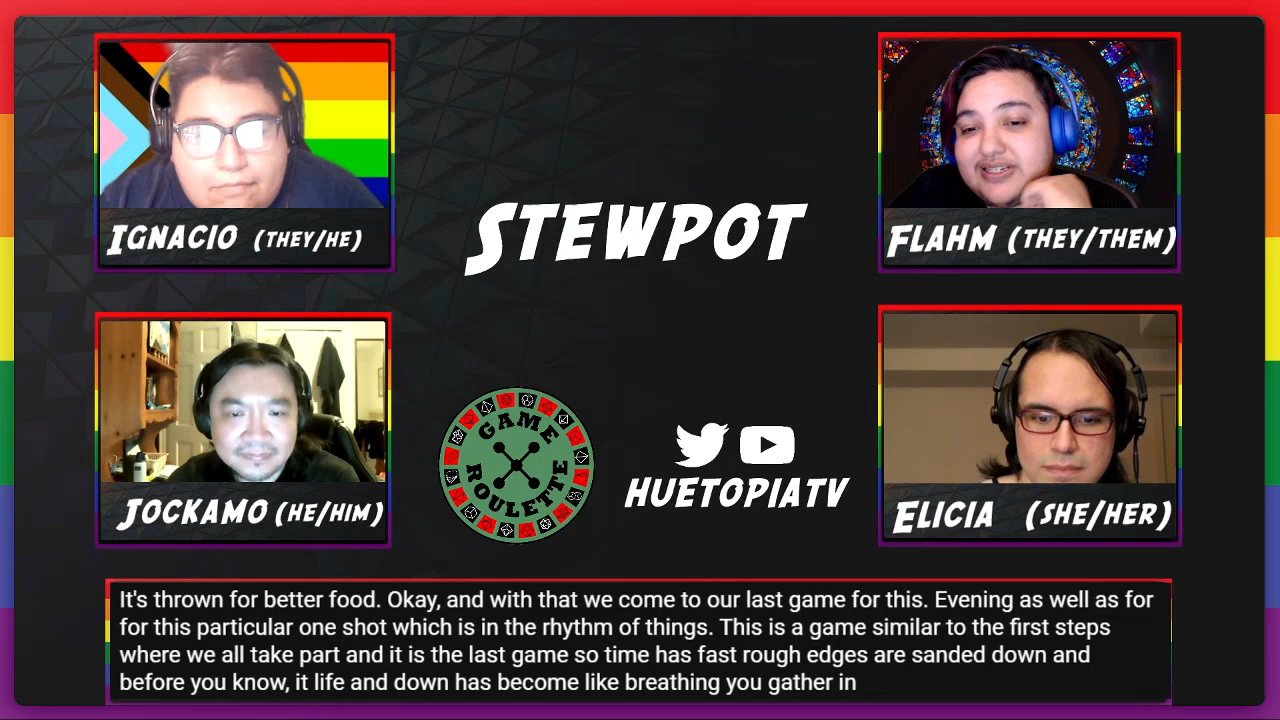 IGNACIO (THEY/HE)
FLAHM (THEY/THEM)
STEWPOT
JOCKAMO (HE/HIM)
GAME
ROULETTE
HUETOPIATV
ELICIA (SHE/HER)
It's thrown for better food. Okay, and with that we come to our last game for this. Evening as well as for
for this particular one shot which is in the rhythm of things. This is a game similar to the first steps
where we all take part and it is the last game so time has fast rough edges are sanded down and
before you know, it life and down has become like breathing you gather in